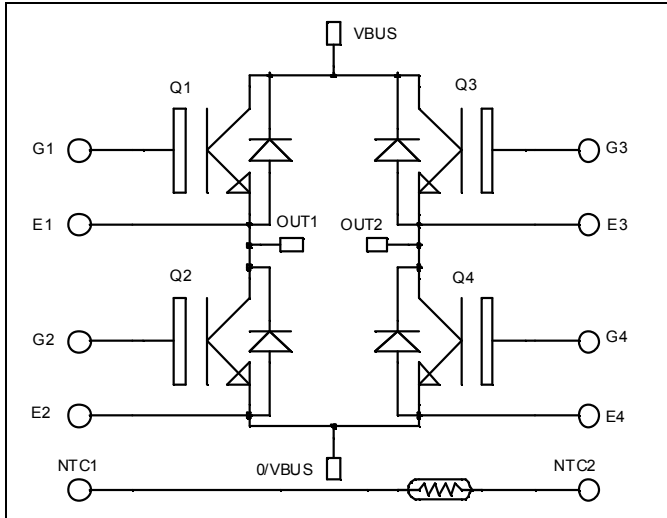 VBUS
Q1
Q3
G1
G3
E1
E3
OUT1
OUT2
Q2
Q4
G2
G4
E2
E4
NTC1
0/VBUS
NTC2